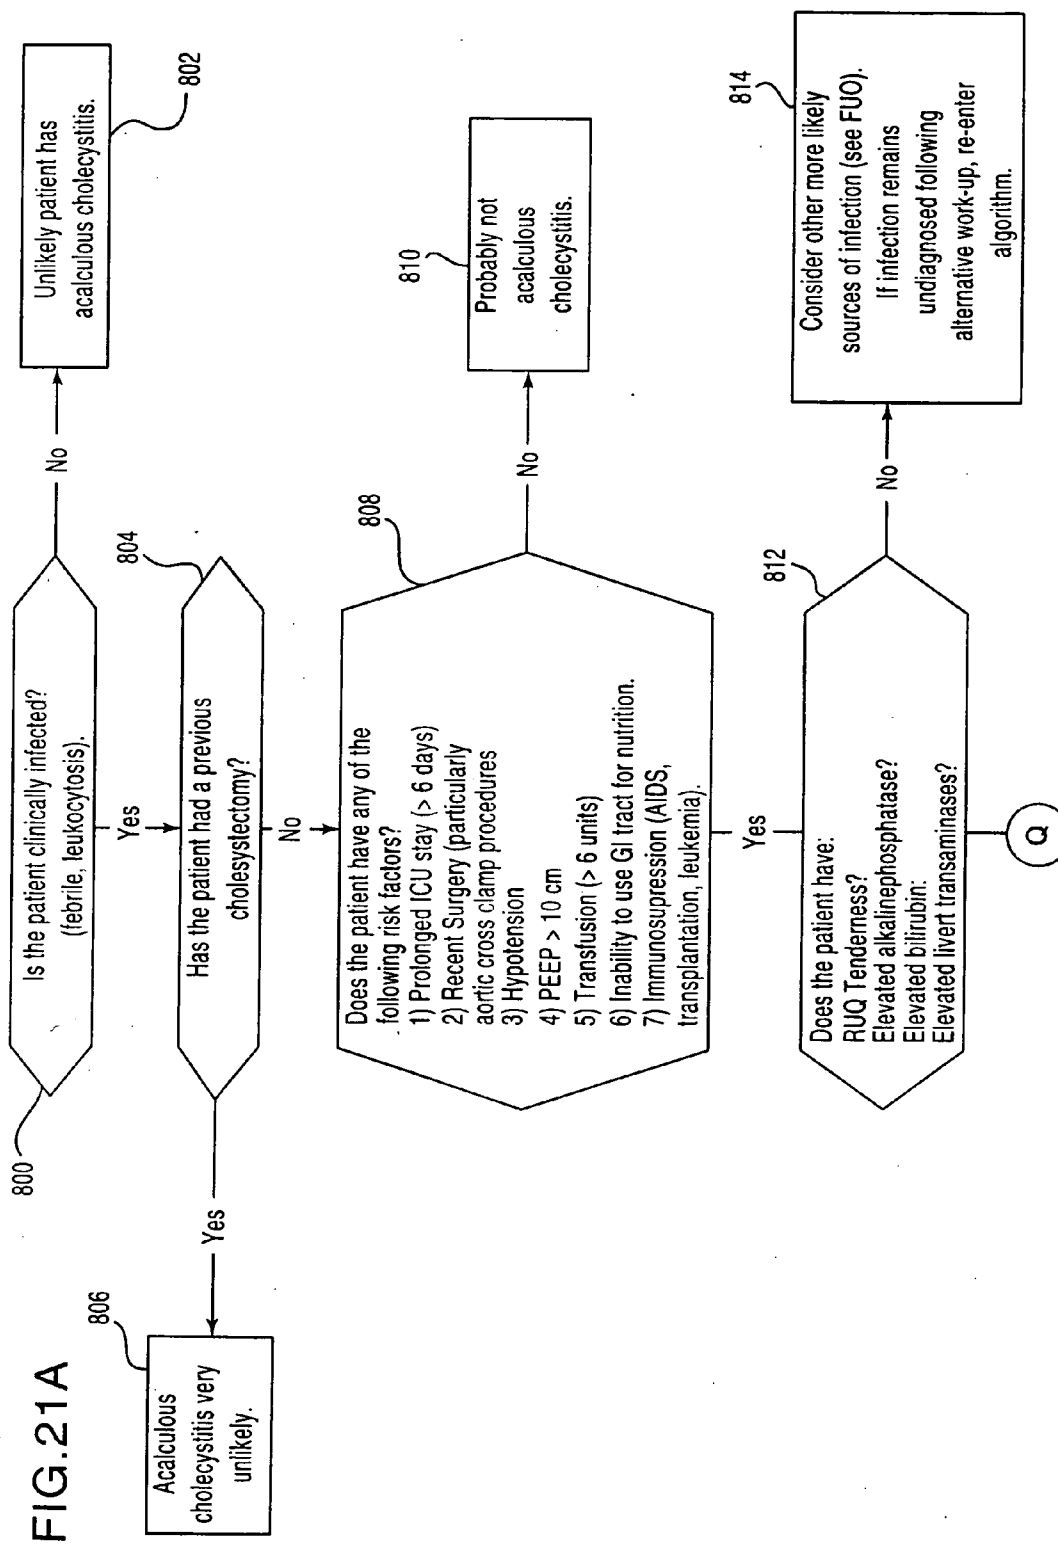 FIG.21A
800
Is the patient clinically infected?
(febrile, leukocytosis).
No
Unlikely patient has
acalculous cholecystitis.
802
Yes
804
Has the patient had a previous
cholesystectomy?
Yes
806
Acalculous
cholecystitis very
unlikely.
No
808
Does the patient have any of the
following risk factors?
1) Prolonged ICU stay (> 6 days)
2) Recent Surgery (particularly
aortic cross clamp procedures
3) Hypotension
4) PEEP > 10 cm
5) Transfusion (> 6 units)
6) Inability to use GI tract for nutrition.
7) Immunosupression (AIDS,
transplantation, leukemia).
No
810
Probably not
acalculous
cholecystitis.
Yes
812
Does the patient have:
RUQ Tenderness?
Elevated alkalinephosphatase?
Elevated bilirubin:
Elevated livert transaminases?
No
814
Consider other more likely
sources of infection (see FUO).
If infection remains
undiagnosed following
alternative work-up, re-enter
algorithm.
Q